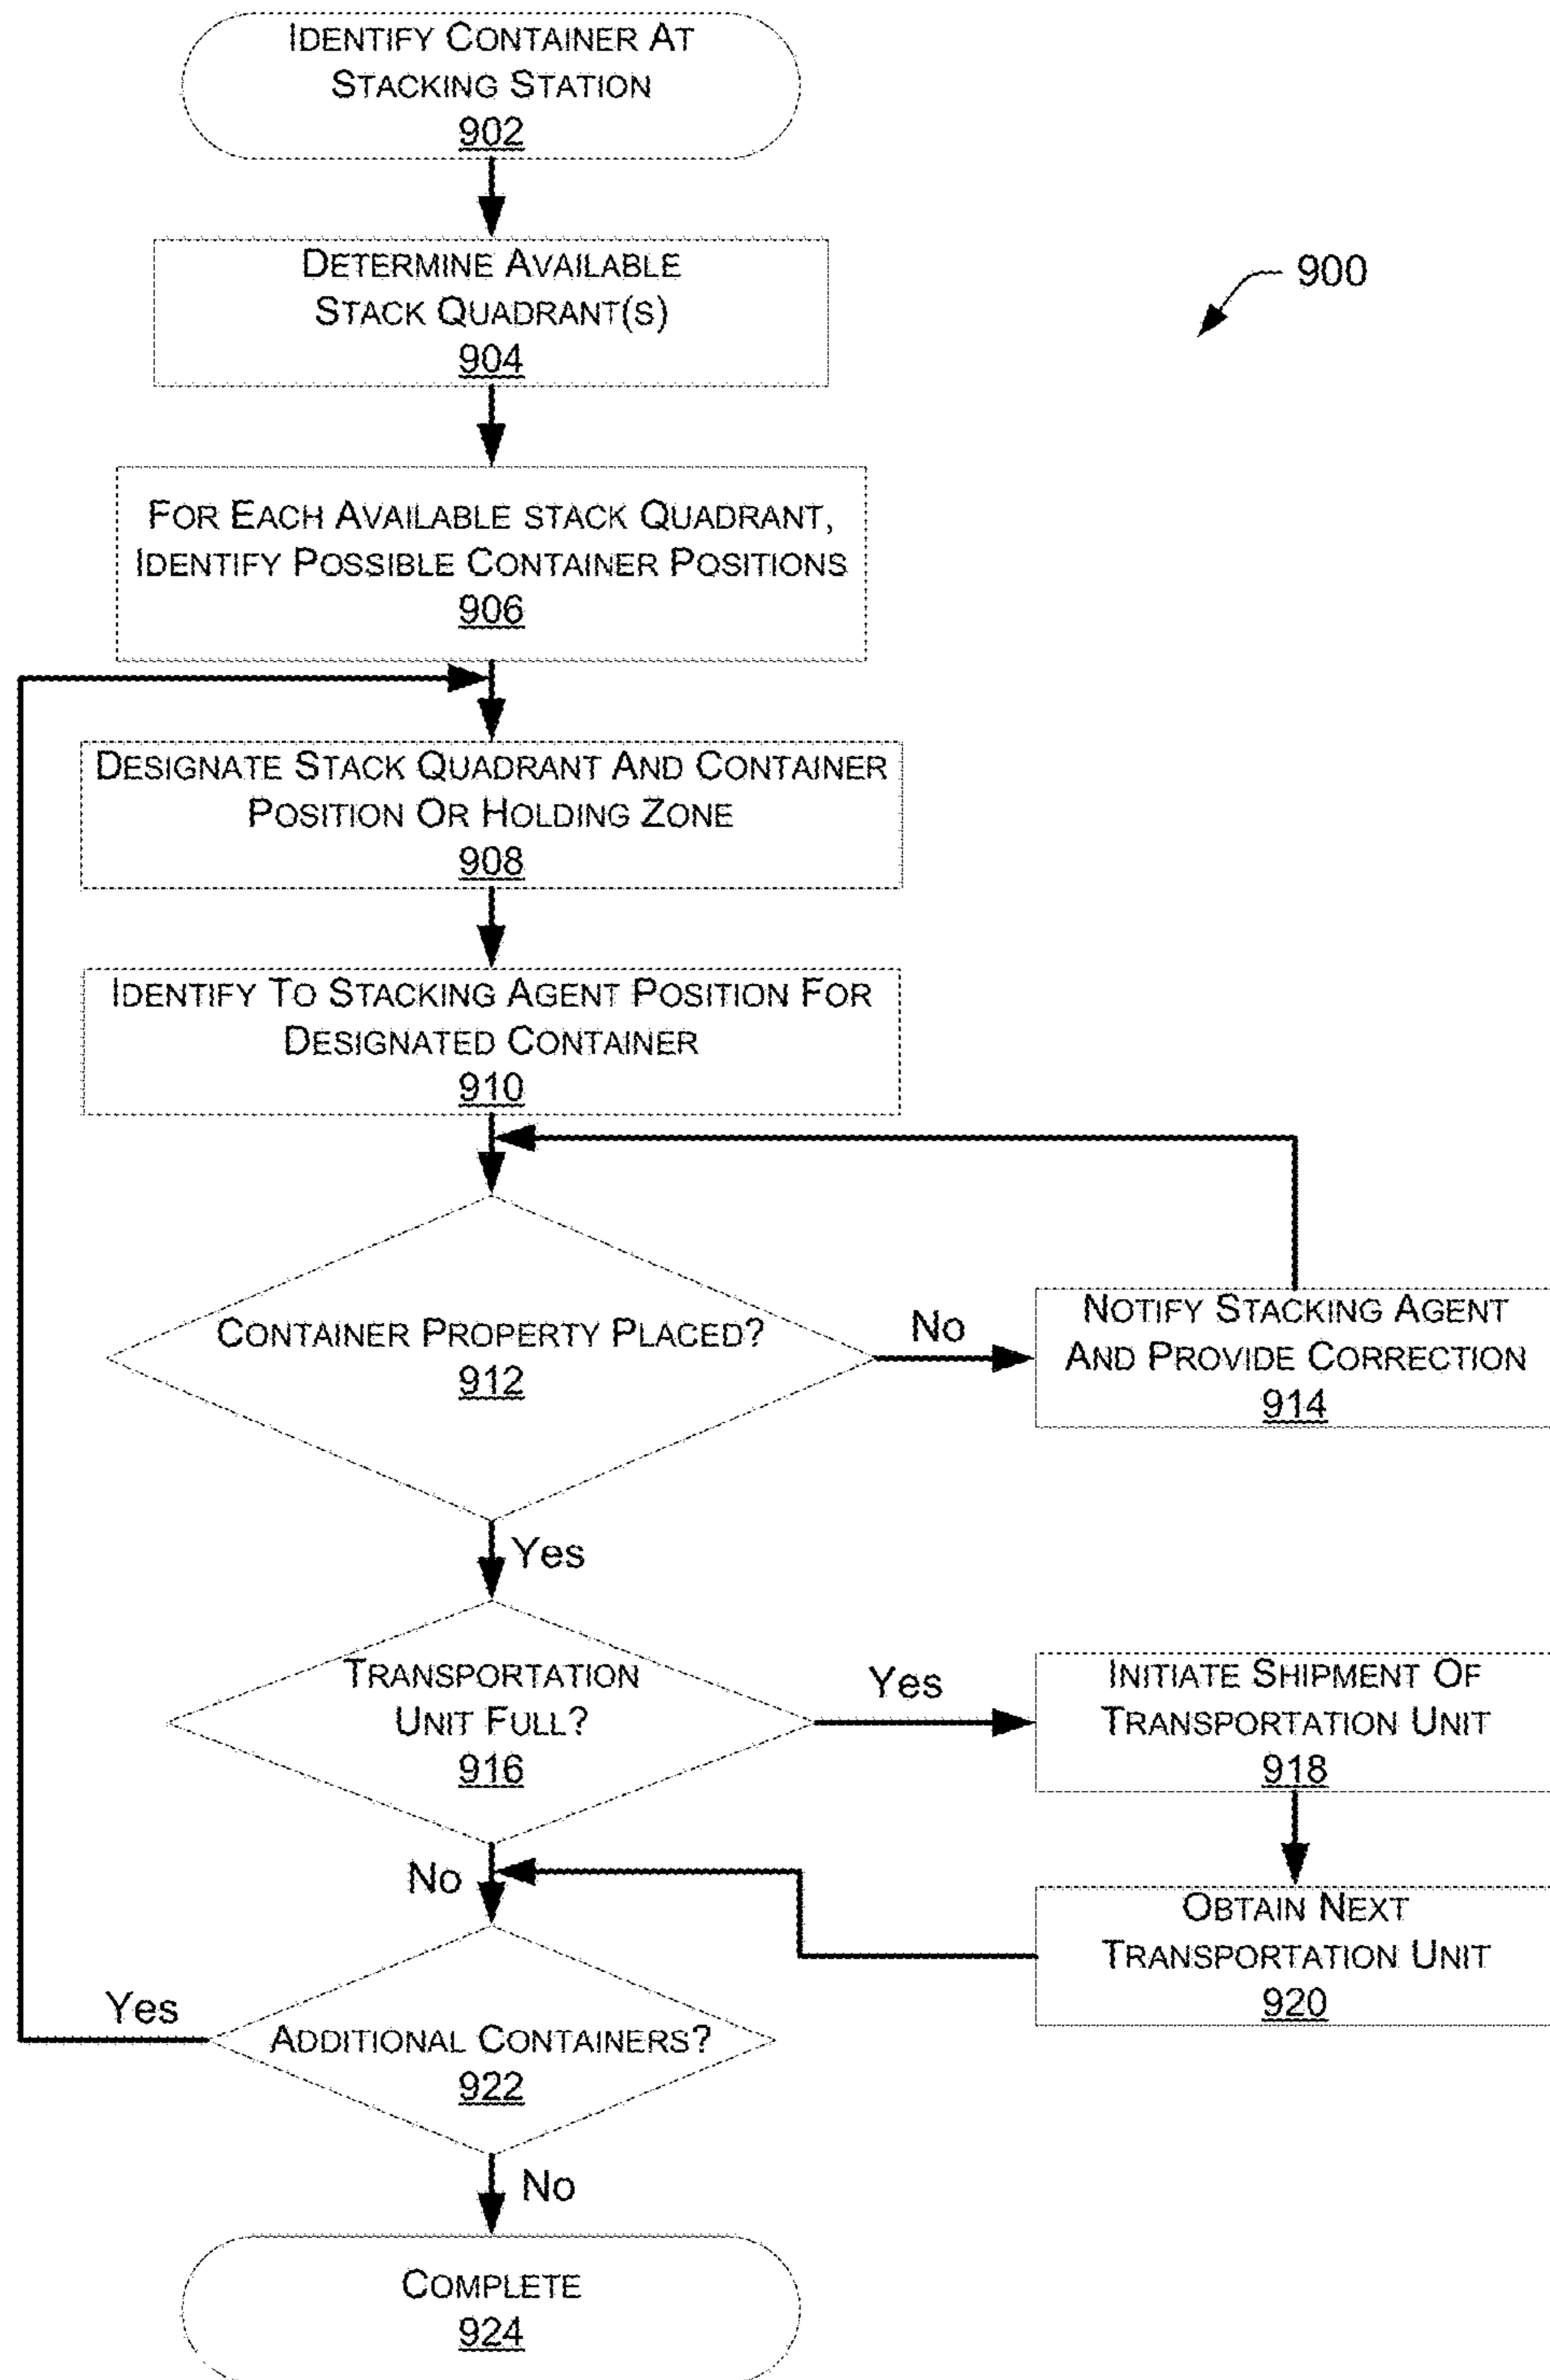 IDENTIFY CONTAINER AT
STACKING STATION
902
DETERMINE AVAILABLE
STACK QUADRANT(S)
904
900
FOR EACH AVAILABLE STACK QUADRANT,
IDENTIFY POSSIBLE CONTAINER POSITIONS
906
DESIGNATE STACK QUADRANT AND CONTAINER
POSITION OR HOLDING ZONE
908
IDENTIFY TO STACKING AGENT POSITION FOR
DESIGNATED CONTAINER
910
CONTAINER PROPERTY PLACED?
912
No
NOTIFY STACKING AGENT
AND PROVIDE CORRECTION
914
Yes
TRANSPORTATION
UNIT FULL?
916
Yes
INITIATE SHIPMENT OF
TRANSPORTATION UNIT
918
No
OBTAIN NEXT
TRANSPORTATION UNIT
920
Yes
ADDITIONAL CONTAINERS?
922
No
COMPLETE
924